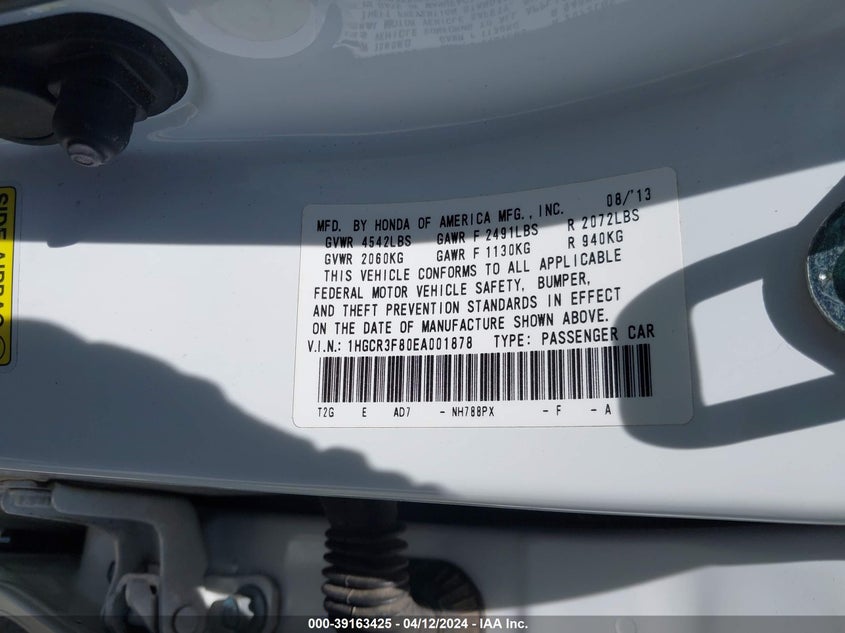 MFD. BY HONDA OF AMERICA MFG., INC. 08/'13
GVWR 4542LBS GAWR F 2491LBS R 2072LBS
GVWR 2060KG GAWR F 1130KG R 940KG
THIS VEHICLE CONFORMS TO ALL APPLICABLE
FEDERAL MOTOR VEHICLE SAFETY, BUMPER,
AND THEFT PREVENTION STANDARDS IN EFFECT
ON THE DATE OF MANUFACTURE SHOWN ABOVE.
V.I.N.: 1HGCR3F80EA001878 TYPE: PASSENGER CAR
T2G E AD7 - NH788PX - F - A
SIDE AIRBAG
000-39163425 - 04/12/2024 - IAA Inc.